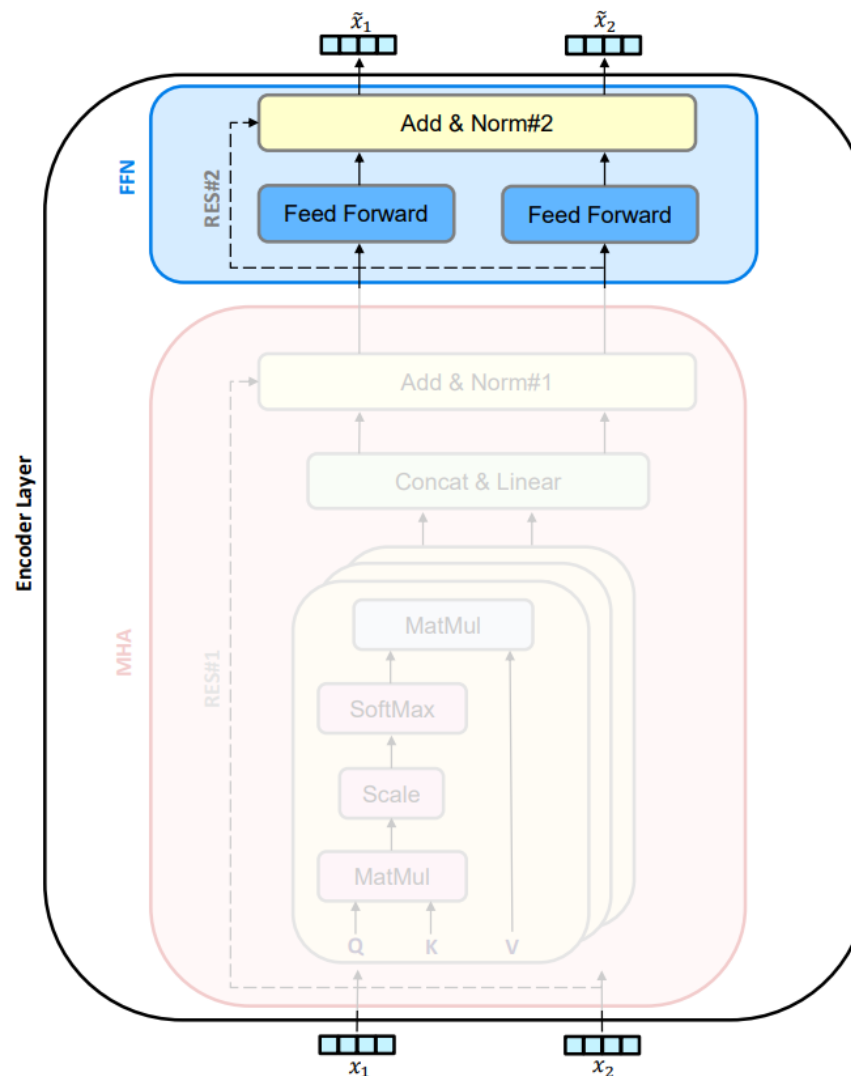 x̃₁
x̃₂
Add & Norm#2
FFN
RES#2
Feed Forward
Feed Forward
Add & Norm#1
Concat & Linear
Encoder Layer
MHA
RES#1
MatMul
SoftMax
Scale
MatMul
Q
K
V
x₁
x₂